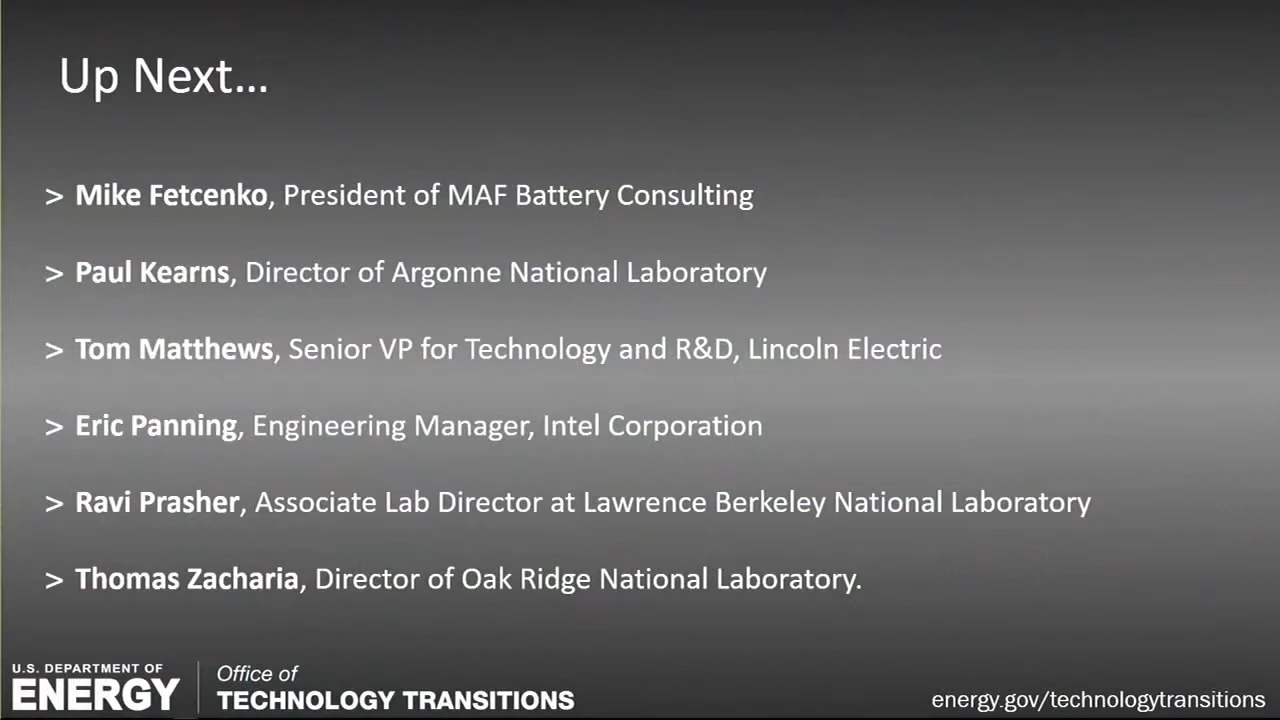 Up Next...
> Mike Fetcenko, President of MAF Battery Consulting
> Paul Kearns, Director of Argonne National Laboratory
> Tom Matthews, Senior VP for Technology and R&D, Lincoln Electric
> Eric Panning, Engineering Manager, Intel Corporation
> Ravi Prasher, Associate Lab Director at Lawrence Berkeley National Laboratory
> Thomas Zacharia, Director of Oak Ridge National Laboratory.
U.S. DEPARTMENT OF
ENERGY
Office of
TECHNOLOGY TRANSITIONS
energy.gov/technologytransitions